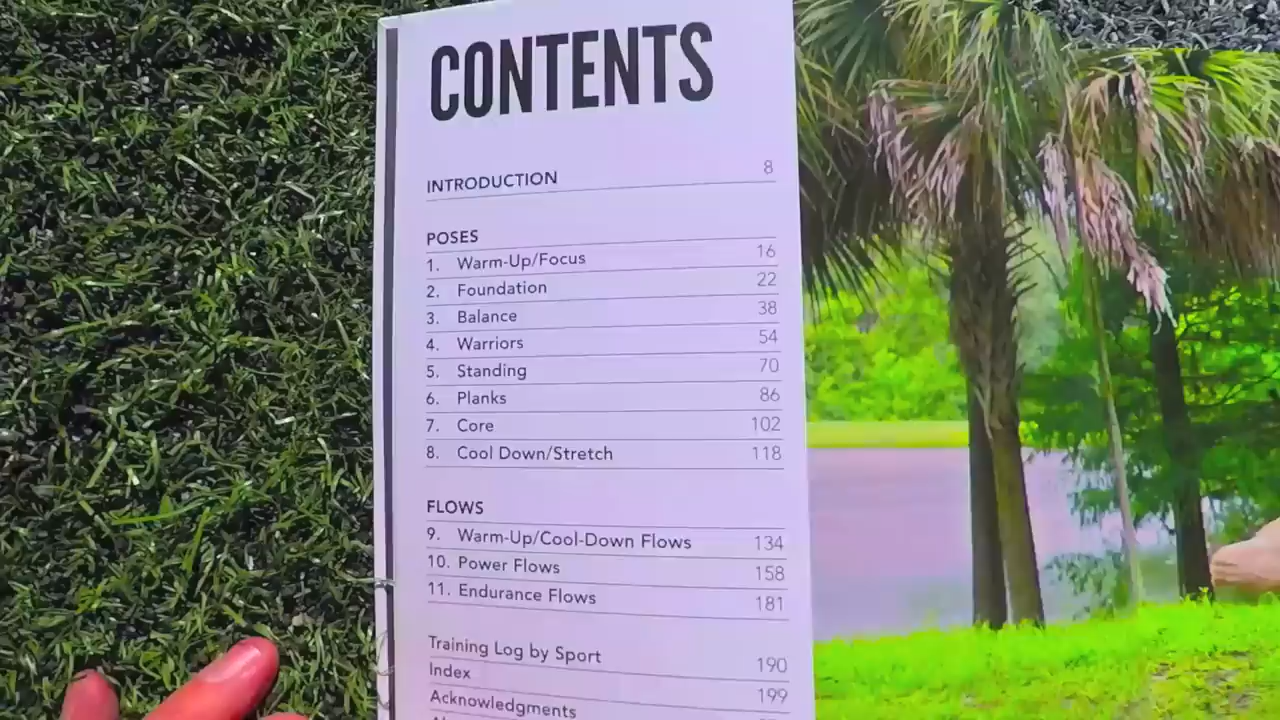 CONTENTS
INTRODUCTION 8
POSES
1. Warm-Up/Focus 16
2. Foundation 22
3. Balance 38
4. Warriors 54
5. Standing 70
6. Planks 86
7. Core 102
8. Cool Down/Stretch 118
FLOWS
9. Warm-Up/Cool-Down Flows 134
10. Power Flows 158
11. Endurance Flows 181
Training Log by Sport 190
Index 199
Acknowledgments